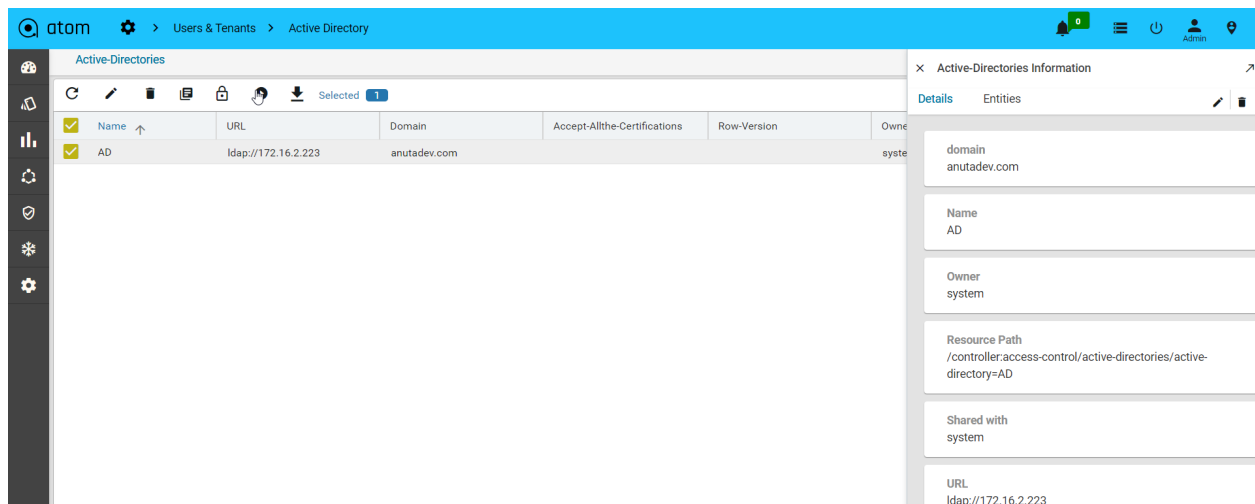 atom > Users & Tenants > Active Directory 0 Admin
Active-Directories
Selected 1
Name URL Domain Accept-Allthe-Certifications Row-Version Owne
AD ldap://172.16.2.223 anutadev.com syste
Active-Directories Information
Details Entities
domain
anutadev.com
Name
AD
Owner
system
Resource Path
/controller:access-control/active-directories/active-
directory=AD
Shared with
system
URL
ldap://172.16.2.223